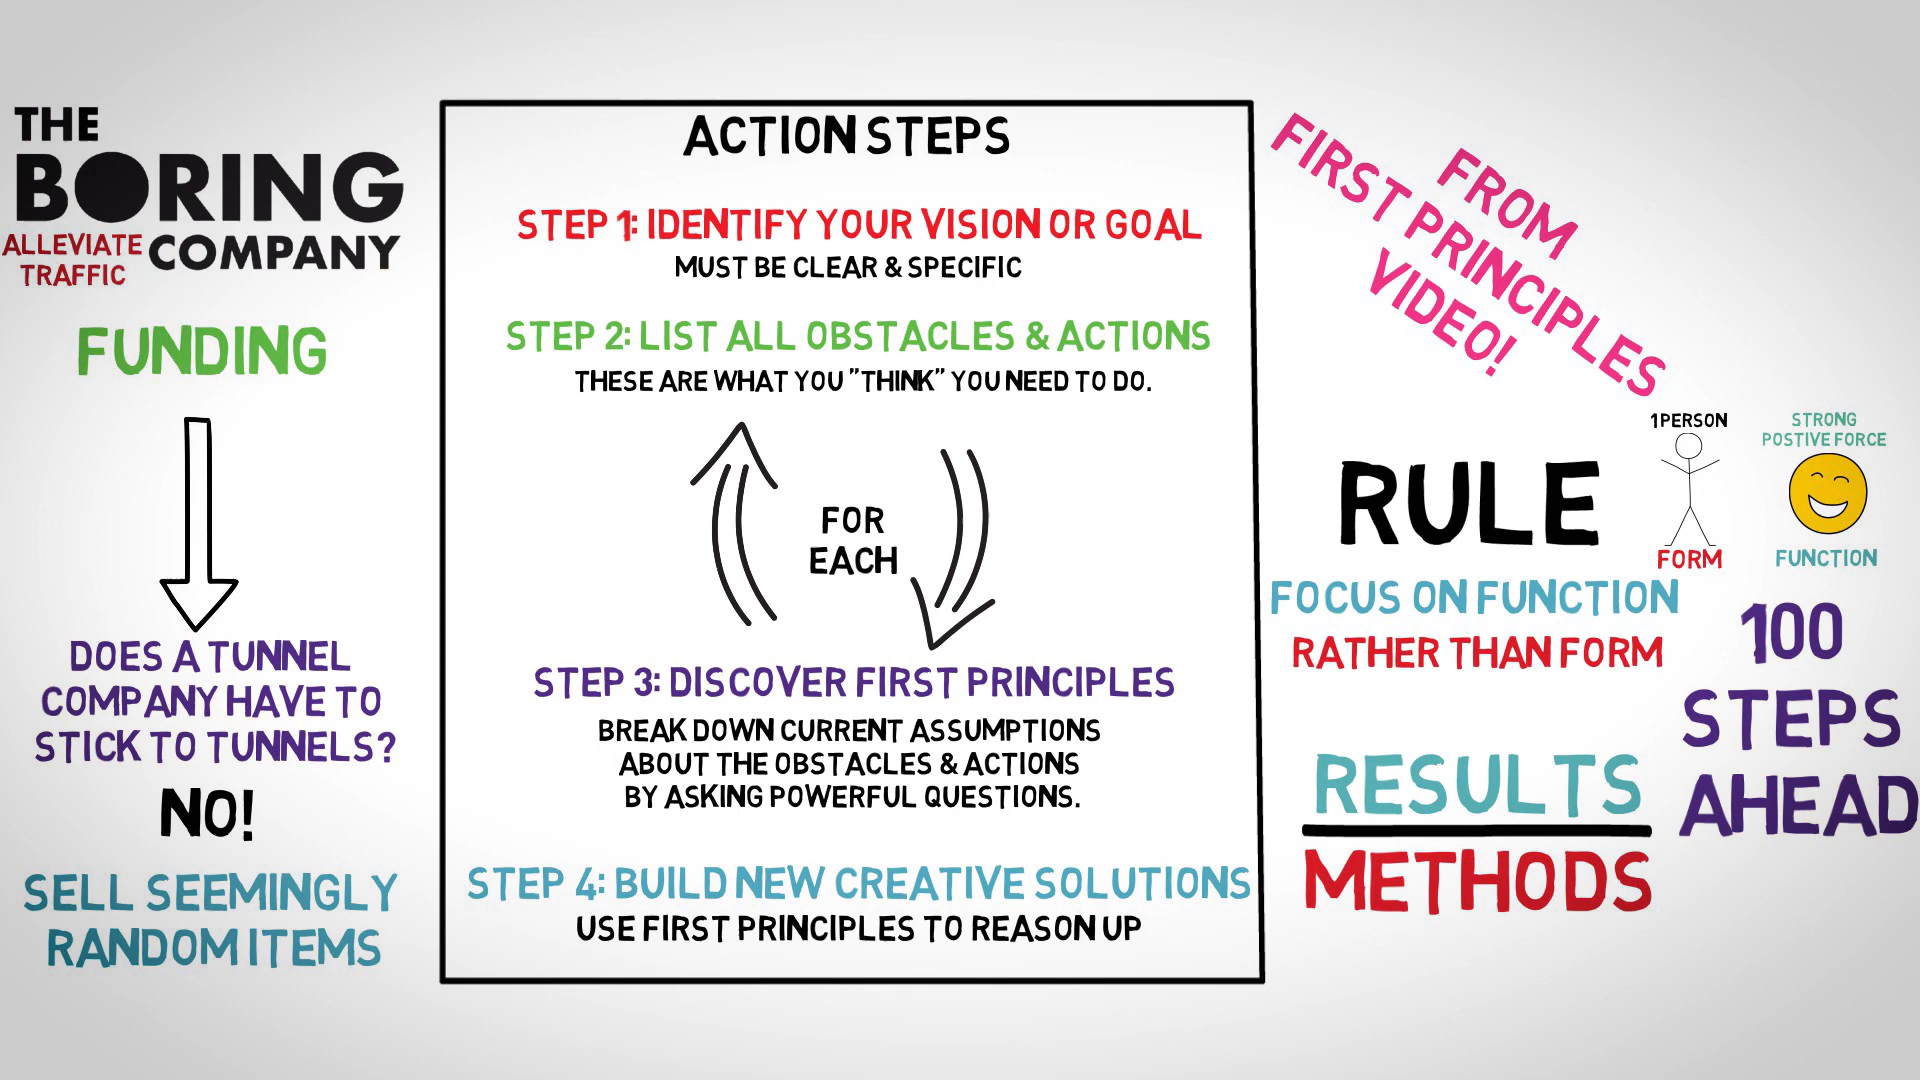 THE
BORING
ALLEVIATE
TRAFFIC
COMPANY
FUNDING
DOES A TUNNEL
COMPANY HAVE TO
STICK TO TUNNELS?
NO!
SELL SEEMINGLY
RANDOM ITEMS
ACTION STEPS
STEP 1: IDENTIFY YOUR VISION OR GOAL
MUST BE CLEAR & SPECIFIC
STEP 2: LIST ALL OBSTACLES & ACTIONS
THESE ARE WHAT YOU "THINK" YOU NEED TO DO.
FOR
EACH
STEP 3: DISCOVER FIRST PRINCIPLES
BREAK DOWN CURRENT ASSUMPTIONS
ABOUT THE OBSTACLES & ACTIONS
BY ASKING POWERFUL QUESTIONS.
STEP 4: BUILD NEW CREATIVE SOLUTIONS
USE FIRST PRINCIPLES TO REASON UP
FROM
FIRST PRINCIPLES
VIDEO!
RULE
1 PERSON
FORM
STRONG
POSTIVE FORCE
FUNCTION
FOCUS ON FUNCTION
RATHER THAN FORM
RESULTS
METHODS
100
STEPS
AHEAD